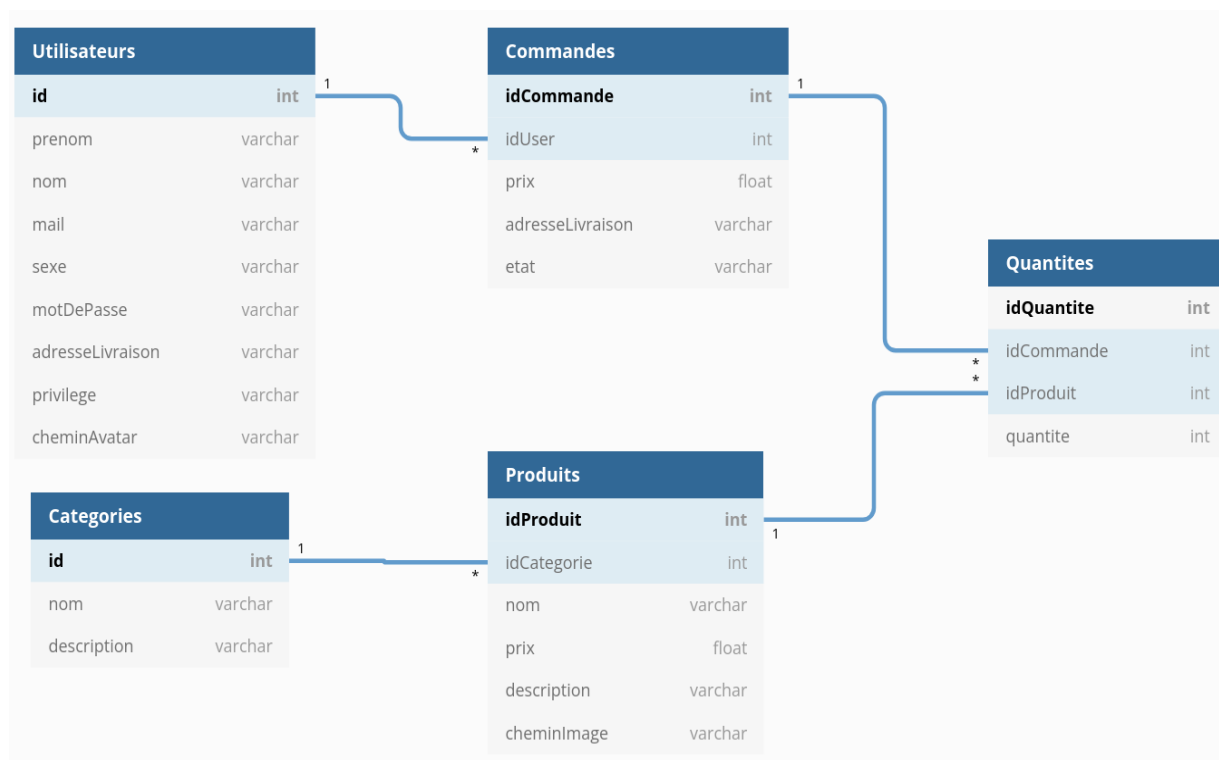 Utilisateurs
id int
prenom varchar
nom varchar
mail varchar
sexe varchar
motDePasse varchar
adresseLivraison varchar
privilege varchar
cheminAvatar varchar
1
*
Commandes
idCommande int
idUser int
prix float
adresseLivraison varchar
etat varchar
1
*
Quantites
idQuantite int
idCommande int
idProduit int
quantite int
*
1
Categories
id int
nom varchar
description varchar
1
*
Produits
idProduit int
idCategorie int
nom varchar
prix float
description varchar
cheminImage varchar